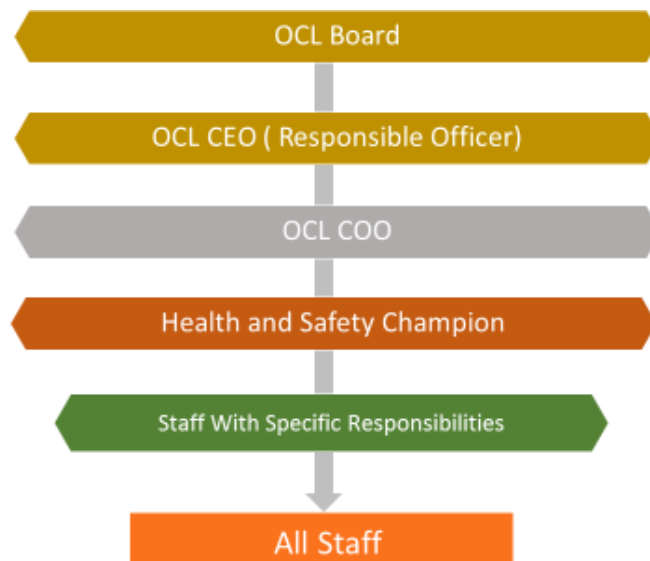 OCL Board
OCL CEO ( Responsible Officer)
OCL COO
Health and Safety Champion
Staff With Specific Responsibilities
All Staff